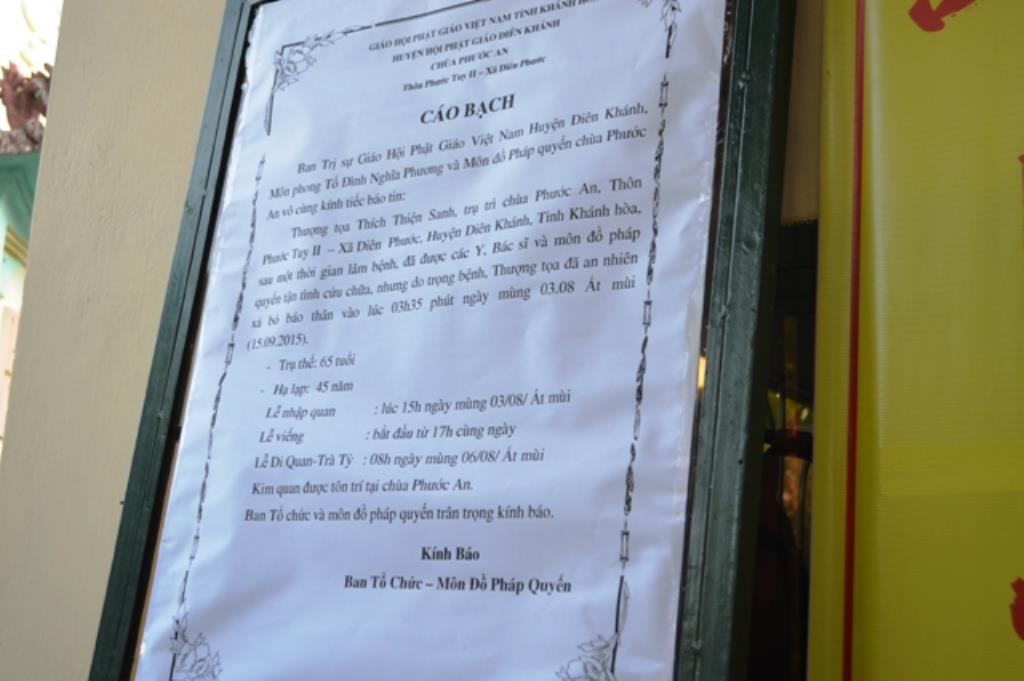 GIÁO HỘI PHẬT GIÁO VIỆT NAM TỈNH KHÁNH HÒA
HUYỆN HỘI PHẬT GIÁO DIÊN KHÁNH
CHÙA PHƯỚC AN
Thôn Phước Tuy II – Xã Diên Phước
CÁO BẠCH
Ban Trị sự Giáo Hội Phật Giáo Việt Nam Huyện Diên Khánh,
Môn phong Tổ Đình Nghĩa Phương và Môn đồ Pháp quyến chùa Phước
An vô cùng kính tiếc báo tin:
Thượng tọa Thích Thiện Sanh, trụ trì chùa Phước An, Thôn
Phước Tuy II – Xã Diên Phước, Huyện Diên Khánh, Tỉnh Khánh hòa,
sau một thời gian lâm bệnh, đã được các Y, Bác sĩ và môn đồ pháp
quyến tận tình cứu chữa, nhưng do trọng bệnh, Thượng tọa đã an nhiên
xả bỏ báo thân vào lúc 03h35 phút ngày mùng 03.08 Ất mùi
(15.09.2015).
- Trụ thế: 65 tuổi
- Hạ lạp: 45 năm
Lễ nhập quan : lúc 15h ngày mùng 03/08/ Ất mùi
Lễ viếng : bắt đầu từ 17h cùng ngày
Lễ Di Quan-Trà Tỳ : 08h ngày mùng 06/08/ Ất mùi
Kim quan được tôn trí tại chùa Phước An.
Ban Tổ chức và môn đồ pháp quyến trân trọng kính báo.
Kính Báo
Ban Tổ Chức – Môn Đồ Pháp Quyến